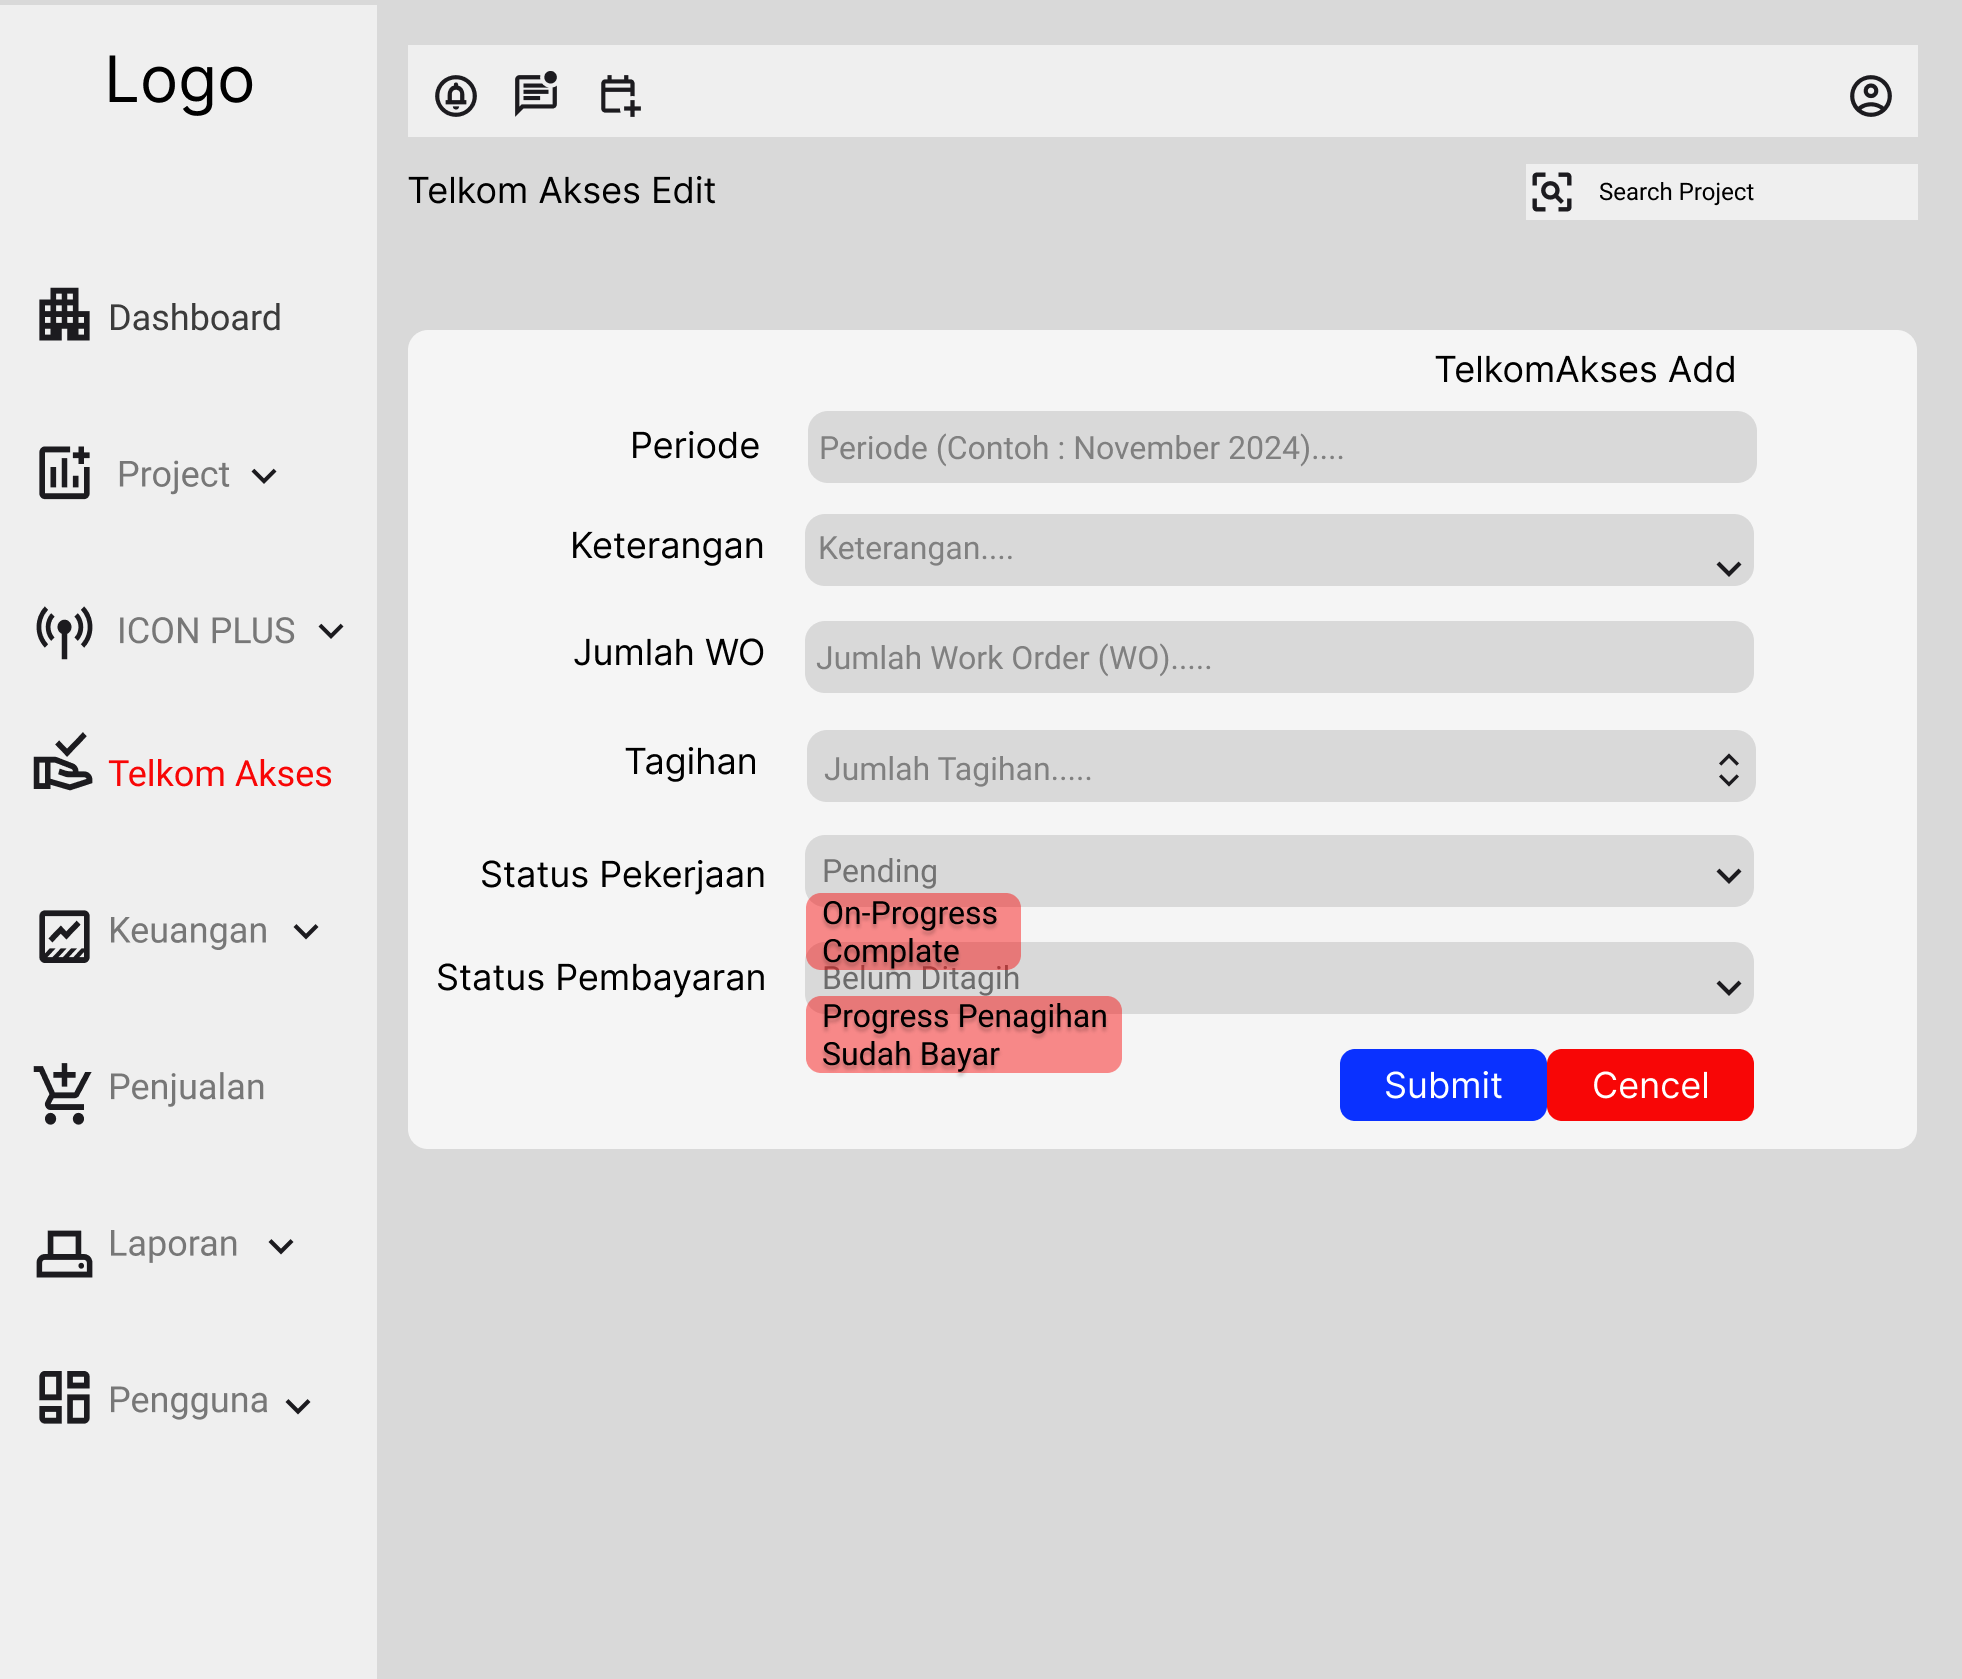 Logo
Dashboard
Project
ICON PLUS
Telkom Akses
Keuangan
Penjualan
Laporan
Pengguna
Telkom Akses Edit
Search Project
TelkomAkses Add
Periode
Periode (Contoh : November 2024)....
Keterangan
Keterangan....
Jumlah WO
Jumlah Work Order (WO).....
Tagihan
Jumlah Tagihan.....
Status Pekerjaan
Pending
On-Progress
Complate
Status Pembayaran
Belum Ditagih
Progress Penagihan
Sudah Bayar
Submit
Cencel